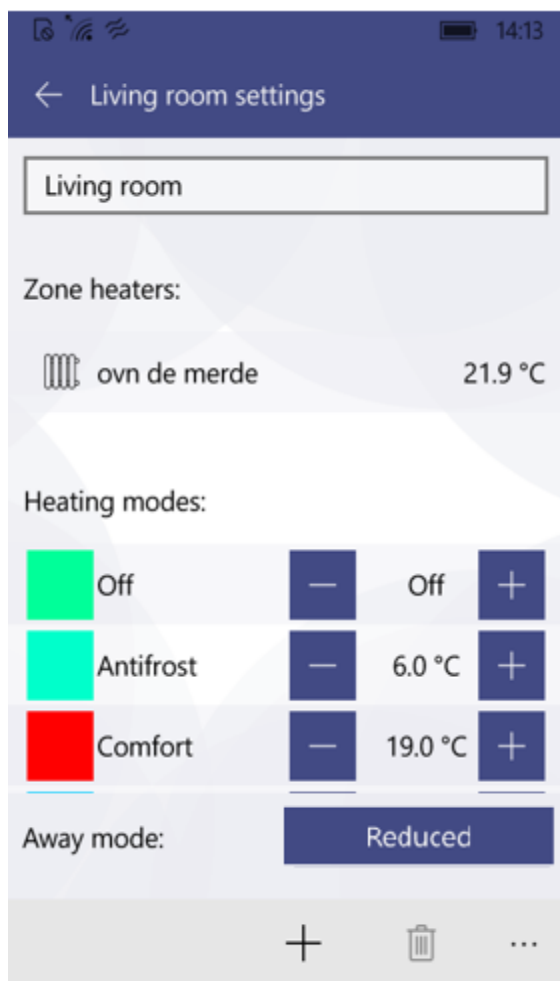 14:13
Living room settings
Living room
Zone heaters:
ovn de merde 21.9 °C
Heating modes:
Off Off
Antifrost 6.0 °C
Comfort 19.0 °C
Away mode: Reduced